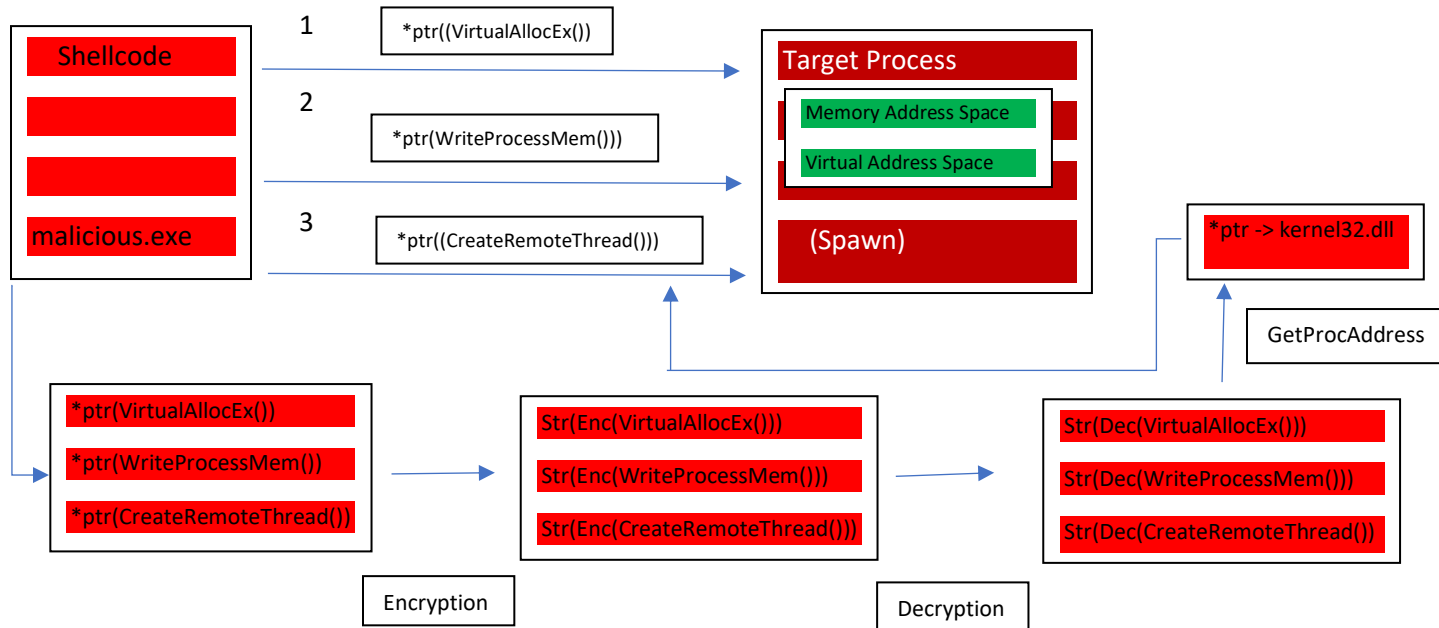 1
*ptr((VirtualAllocEx())
Shellcode
Target Process
2
Memory Address Space
*ptr(WriteProcessMem()))
Virtual Address Space
3
malicious.exe
*ptr((CreateRemoteThread()))
(Spawn)
*ptr -> kernel32.dll
GetProcAddress
*ptr(VirtualAllocEx())
*ptr(WriteProcessMem())
*ptr(CreateRemoteThread())
Str(Enc(VirtualAllocEx()))
Str(Enc(WriteProcessMem()))
Str(Enc(CreateRemoteThread()))
Str(Dec(VirtualAllocEx()))
Str(Dec(WriteProcessMem()))
Str(Dec(CreateRemoteThread())
Encryption
Decryption